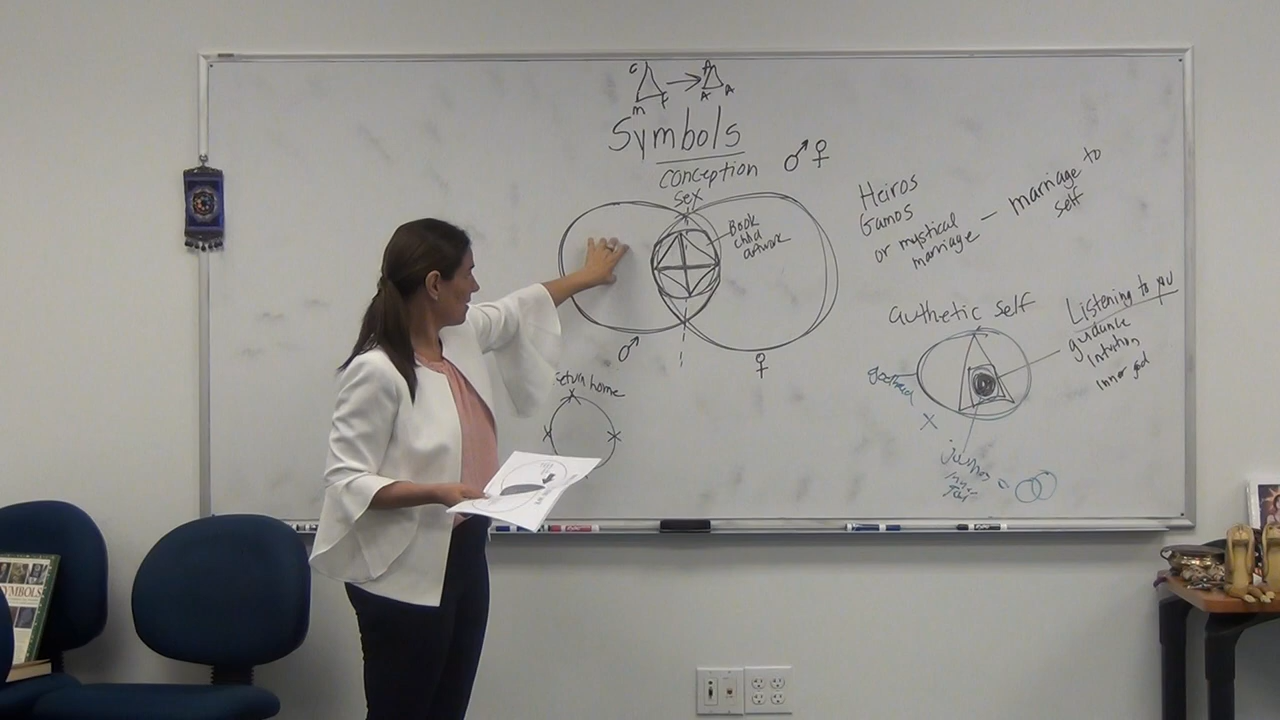 C
M F
A A
Symbols
conception
sex
♂ ♀
Book
child
artwork
♂
♀
Heiros
Gamos
or mystical
marriage
— marriage to
self
authetic self
Listening to you
guidance
Intuition
inner god
return home
X
SYMBOLS